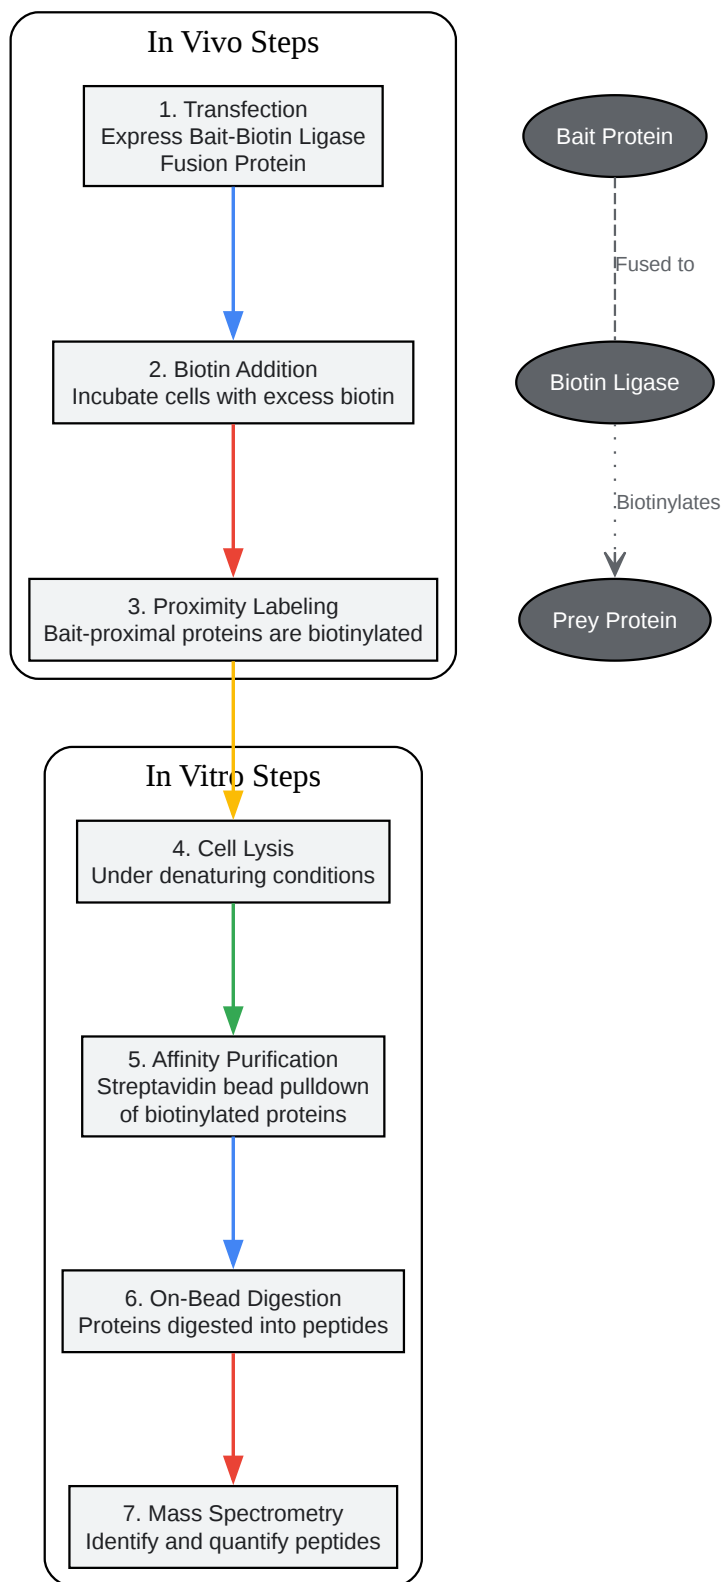 In Vivo Steps
1. Transfection
Express Bait-Biotin Ligase
Fusion Protein
2. Biotin Addition
Incubate cells with excess biotin
3. Proximity Labeling
Bait-proximal proteins are biotinylated
In Vitro Steps
4. Cell Lysis
Under denaturing conditions
5. Affinity Purification
Streptavidin bead pulldown
of biotinylated proteins
6. On-Bead Digestion
Proteins digested into peptides
7. Mass Spectrometry
Identify and quantify peptides
Bait Protein
Fused to
Biotin Ligase
Biotinylates
Prey Protein